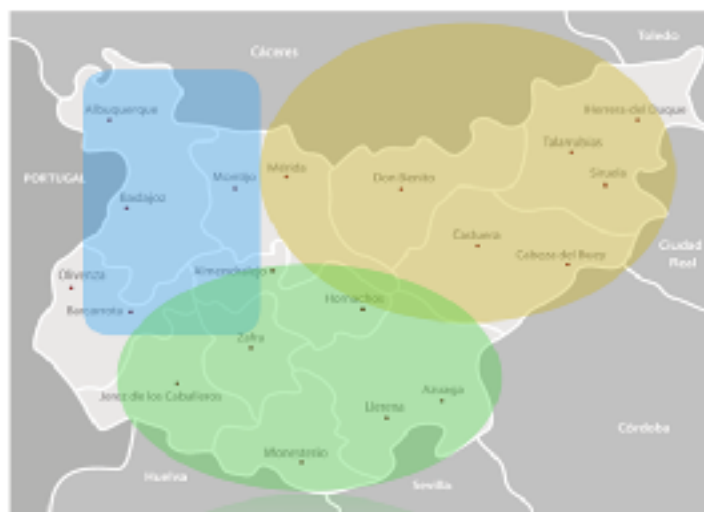 Toledo
Cáceres
Albuquerque
Herrera del Duque
Talarrubias
PORTUGAL
Mérida
Montijo
Don Benito
Siruela
Badajoz
Castuera
Ciudad
Real
Cabeza del Buey
Olivenza
Almendralejo
Hornachos
Barcarrota
Zafra
Jerez de los Caballeros
Azuaga
Llerena
Córdoba
Monesterio
Huelva
Sevilla